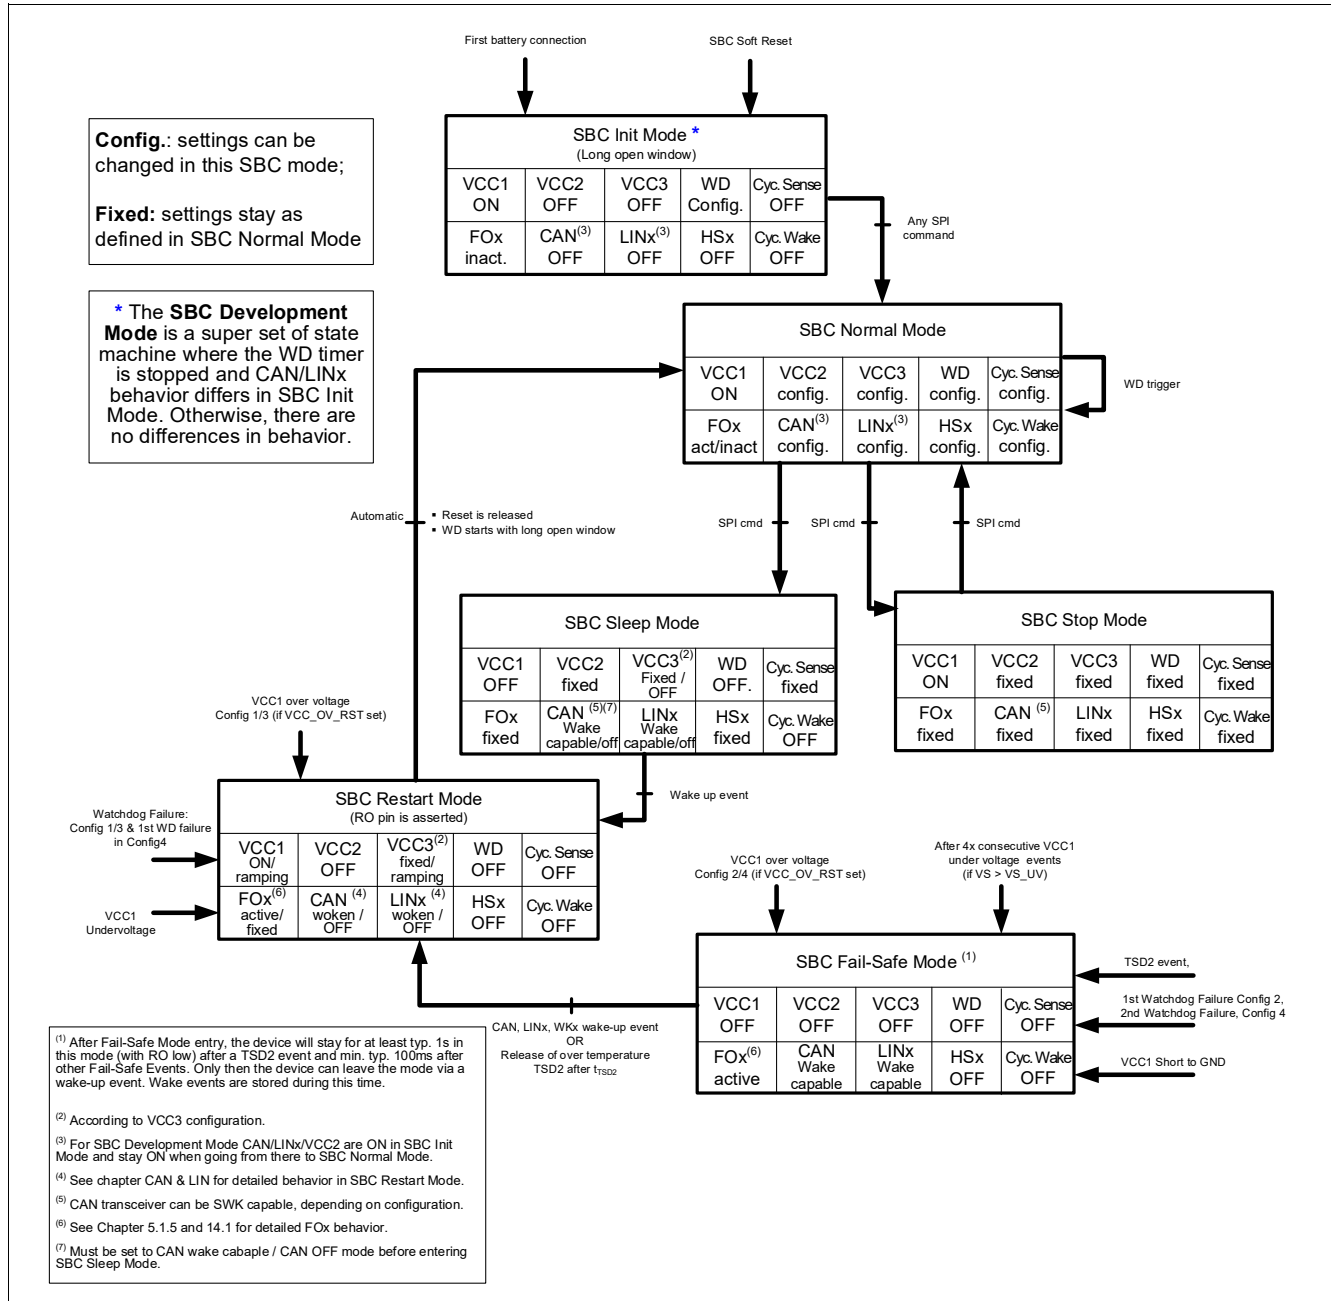 First battery connection
SBC Soft Reset
Config.: settings can be
changed in this SBC mode;
Fixed: settings stay as
defined in SBC Normal Mode
* The SBC Development
Mode is a super set of state
machine where the WD timer
is stopped and CAN/LINx
behavior differs in SBC Init
Mode. Otherwise, there are
no differences in behavior.
SBC Init Mode *
(Long open window)
VCC1 VCC2 VCC3 WD Cyc. Sense
ON OFF OFF Config. OFF
FOx CAN(3) LINx(3) HSx Cyc. Wake
inact. OFF OFF OFF OFF
Any SPI
command
SBC Normal Mode
VCC1 VCC2 VCC3 WD Cyc. Sense
ON config. config. config. config.
FOx CAN(3) LINx(3) HSx Cyc. Wake
act/inact config. config. config. config.
WD trigger
Automatic
▪ Reset is released
▪ WD starts with long open window
SPI cmd
SPI cmd
SPI cmd
SBC Sleep Mode
VCC1 VCC2 VCC3(2) WD Cyc. Sense
OFF fixed Fixed / OFF. fixed
OFF
FOx CAN (5)(7) LINx HSx Cyc. Wake
fixed Wake Wake fixed OFF
capable/off capable/off
SBC Stop Mode
VCC1 VCC2 VCC3 WD Cyc. Sense
ON fixed fixed fixed fixed
FOx CAN (5) LINx HSx Cyc. Wake
fixed fixed fixed fixed fixed
VCC1 over voltage
Config 1/3 (if VCC_OV_RST set)
Wake up event
Watchdog Failure:
Config 1/3 & 1st WD failure
in Config4
VCC1
Undervoltage
SBC Restart Mode
(RO pin is asserted)
VCC1 VCC2 VCC3(2) WD Cyc. Sense
ON/ OFF fixed/ OFF OFF
ramping ramping
FOx(6) CAN (4) LINx (4) HSx Cyc. Wake
active/ woken / woken / OFF OFF
fixed OFF OFF
VCC1 over voltage
Config 2/4 (if VCC_OV_RST set)
After 4x consecutive VCC1
under voltage events
(if VS > VS_UV)
SBC Fail-Safe Mode (1)
VCC1 VCC2 VCC3 WD Cyc. Sense
OFF OFF OFF OFF OFF
FOx(6) CAN LINx HSx Cyc. Wake
active Wake Wake OFF OFF
capable capable
TSD2 event,
1st Watchdog Failure Config 2,
2nd Watchdog Failure, Config 4
VCC1 Short to GND
CAN, LINx, WKx wake-up event
OR
Release of over temperature
TSD2 after tTSD2
(1) After Fail-Safe Mode entry, the device will stay for at least typ. 1s in
this mode (with RO low) after a TSD2 event and min. typ. 100ms after
other Fail-Safe Events. Only then the device can leave the mode via a
wake-up event. Wake events are stored during this time.
(2) According to VCC3 configuration.
(3) For SBC Development Mode CAN/LINx/VCC2 are ON in SBC Init
Mode and stay ON when going from there to SBC Normal Mode.
(4) See chapter CAN & LIN for detailed behavior in SBC Restart Mode.
(5) CAN transceiver can be SWK capable, depending on configuration.
(6) See Chapter 5.1.5 and 14.1 for detailed FOx behavior.
(7) Must be set to CAN wake cabaple / CAN OFF mode before entering
SBC Sleep Mode.